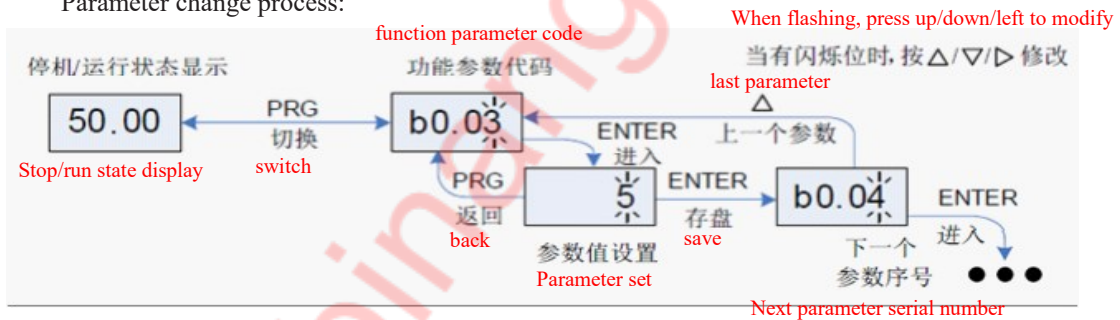 Parameter change process:
When flashing, press up/down/left to modify
function parameter code
当有闪烁位时,按△/▽/▷ 修改
停机/运行状态显示
功能参数代码
last parameter
50.00
PRG
切换
b0.03
△
上一个参数
ENTER
进入
Stop/run state display
switch
PRG
返回
back
5
ENTER
存盘
save
b0.04
ENTER
进入
参数值设置
Parameter set
下一个
参数序号
●●●
Next parameter serial number